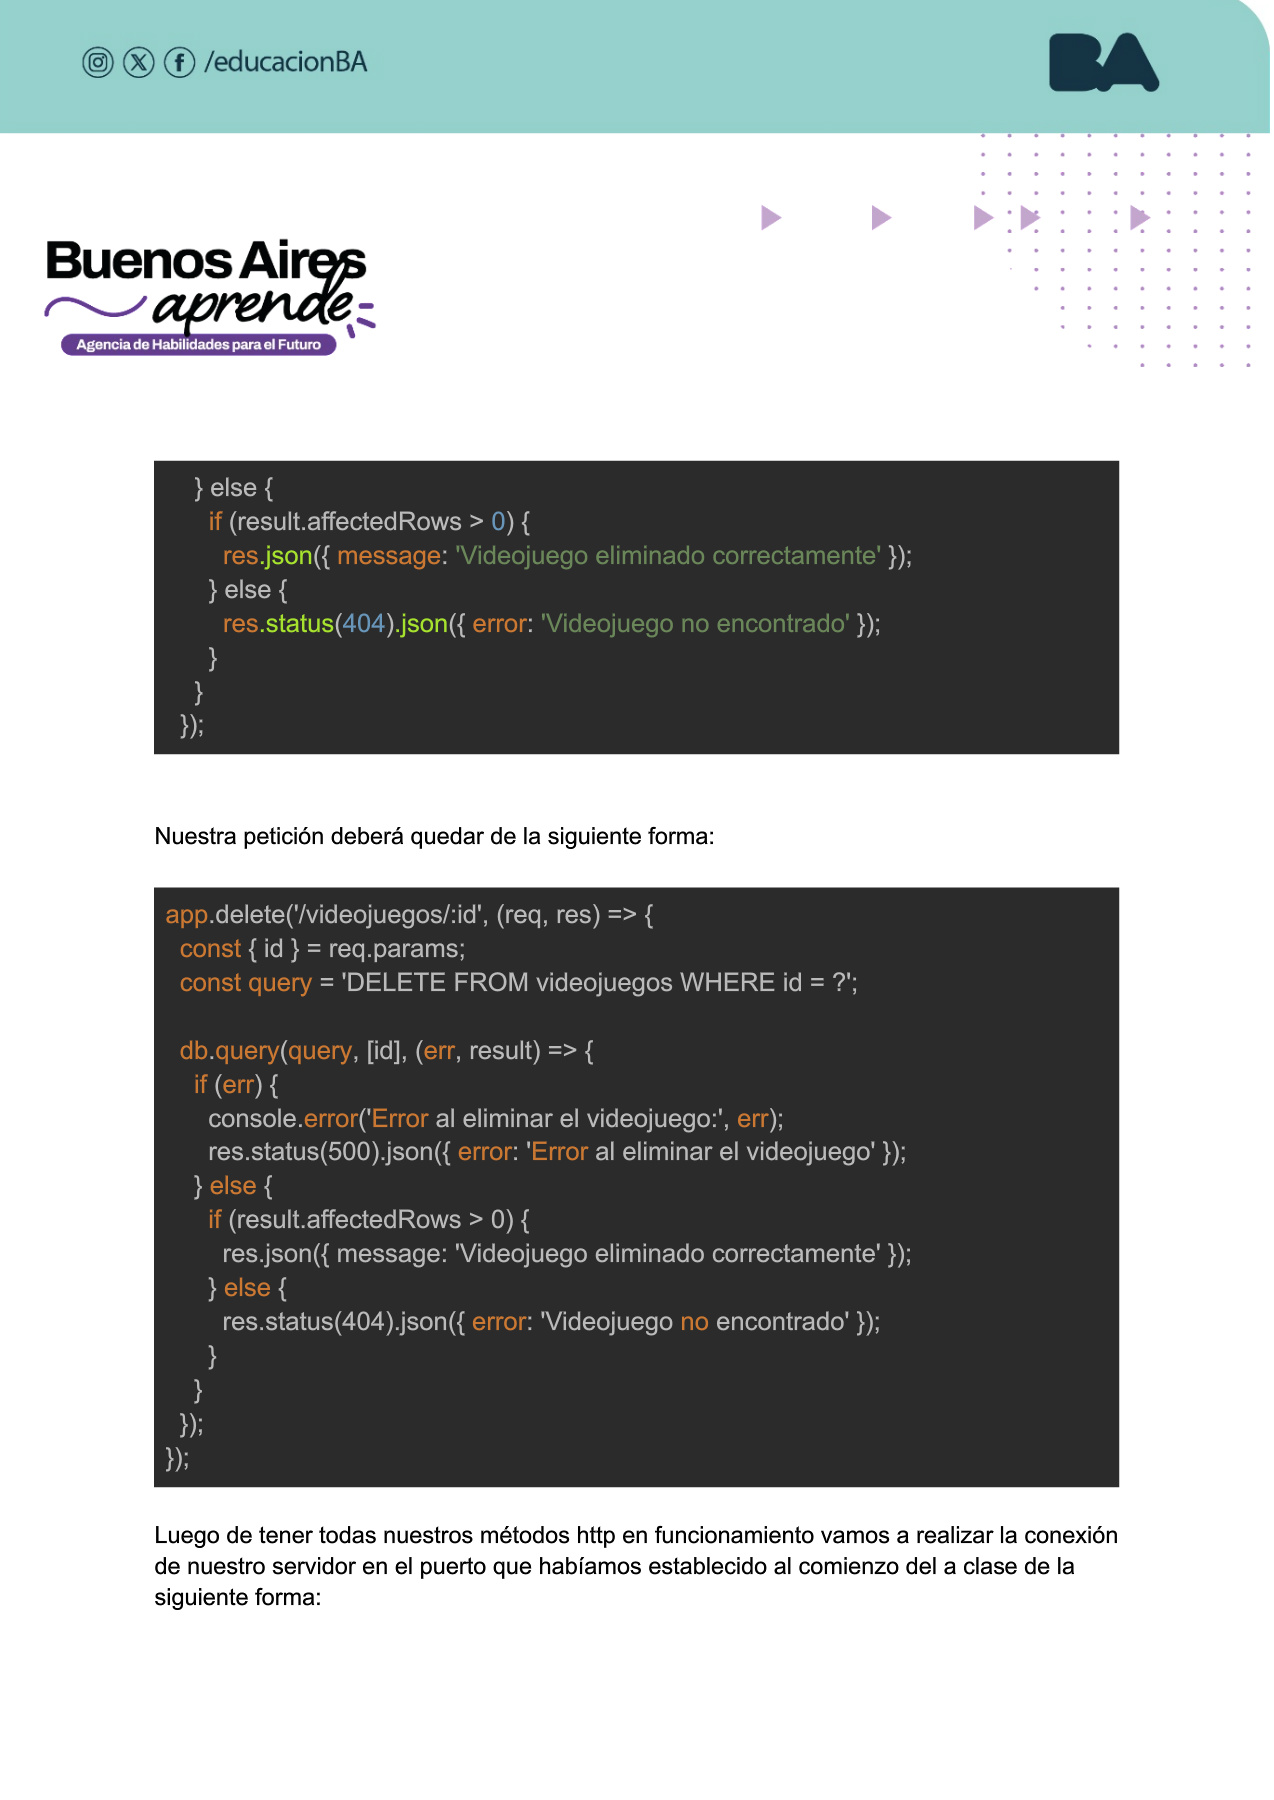 /educacionBA
BA
Buenos Aires
aprende
Agencia de Habilidades para el Futuro
} else {
if (result.affectedRows > 0) {
res.json({ message: 'Videojuego eliminado correctamente' });
} else {
res.status(404).json({ error: 'Videojuego no encontrado' });
}
}
});
Nuestra petición deberá quedar de la siguiente forma:
app.delete('/videojuegos/:id', (req, res) => {
const { id } = req.params;
const query = 'DELETE FROM videojuegos WHERE id = ?';
db.query(query, [id], (err, result) => {
if (err) {
console.error('Error al eliminar el videojuego:', err);
res.status(500).json({ error: 'Error al eliminar el videojuego' });
} else {
if (result.affectedRows > 0) {
res.json({ message: 'Videojuego eliminado correctamente' });
} else {
res.status(404).json({ error: 'Videojuego no encontrado' });
}
}
});
});
Luego de tener todas nuestros métodos http en funcionamiento vamos a realizar la conexión
de nuestro servidor en el puerto que habíamos establecido al comienzo del a clase de la
siguiente forma: